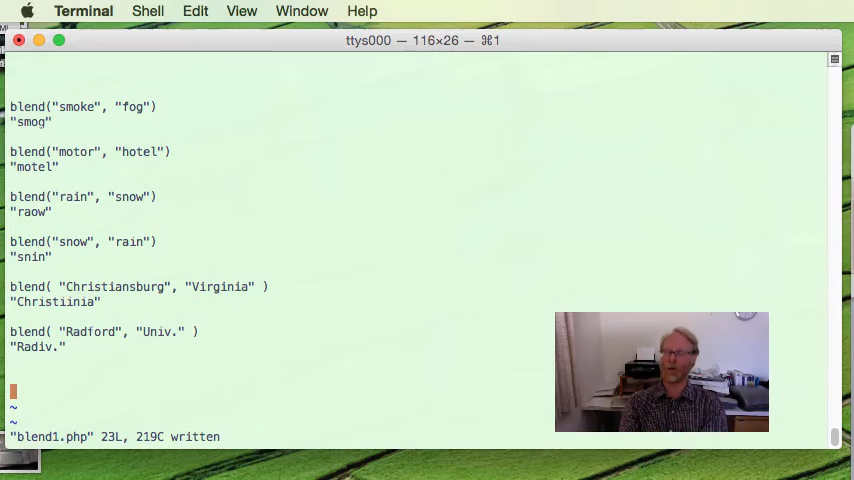 Terminal Shell Edit View Window Help
ttys000 — 116×26 — ⌘1
blend("smoke", "fog")
"smog"
blend("motor", "hotel")
"motel"
blend("rain", "snow")
"raow"
blend("snow", "rain")
"snin"
blend( "Christiansburg", "Virginia" )
"Christiinia"
blend( "Radford", "Univ." )
"Radiv."
~
~
"blend1.php" 23L, 219C written